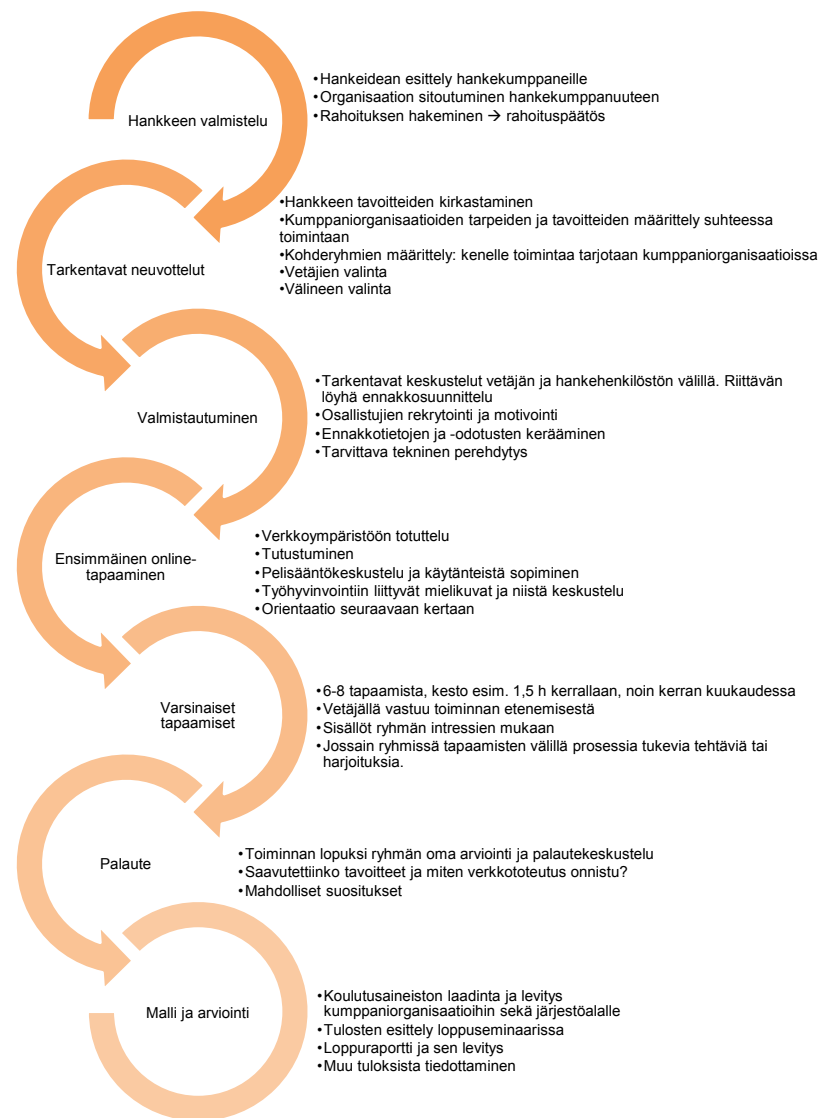 Hankkeen valmistelu
•Hankeidean esittely hankekumppaneille
•Organisaation sitoutuminen hankekumppanuuteen
•Rahoituksen hakeminen → rahoituspäätös
Tarkentavat neuvottelut
•Hankkeen tavoitteiden kirkastaminen
•Kumppaniorganisaatioiden tarpeiden ja tavoitteiden määrittely suhteessa
toimintaan
•Kohderyhmien määrittely: kenelle toimintaa tarjotaan kumppaniorganisaatioissa
•Vetäjien valinta
•Välineen valinta
Valmistautuminen
•Tarkentavat keskustelut vetäjän ja hankehenkilöstön välillä. Riittävän
löyhä ennakkosuunnittelu
•Osallistujien rekrytointi ja motivointi
•Ennakkotietojen ja -odotusten kerääminen
•Tarvittava tekninen perehdytys
Ensimmäinen online-
tapaaminen
•Verkkoympäristöön totuttelu
•Tutustuminen
•Pelisääntökeskustelu ja käytänteistä sopiminen
•Työhyvinvointiin liittyvät mielikuvat ja niistä keskustelu
•Orientaatio seuraavaan kertaan
Varsinaiset
tapaamiset
•6-8 tapaamista, kesto esim. 1,5 h kerrallaan, noin kerran kuukaudessa
•Vetäjällä vastuu toiminnan etenemisestä
•Sisällöt ryhmän intressien mukaan
•Jossain ryhmissä tapaamisten välillä prosessia tukevia tehtäviä tai
harjoituksia.
Palaute
•Toiminnan lopuksi ryhmän oma arviointi ja palautekeskustelu
•Saavutettiinko tavoitteet ja miten verkkototeutus onnistu?
•Mahdolliset suositukset
Malli ja arviointi
•Koulutusaineiston laadinta ja levitys
kumppaniorganisaatioihin sekä järjestöalalle
•Tulosten esittely loppuseminaarissa
•Loppuraportti ja sen levitys
•Muu tuloksista tiedottaminen